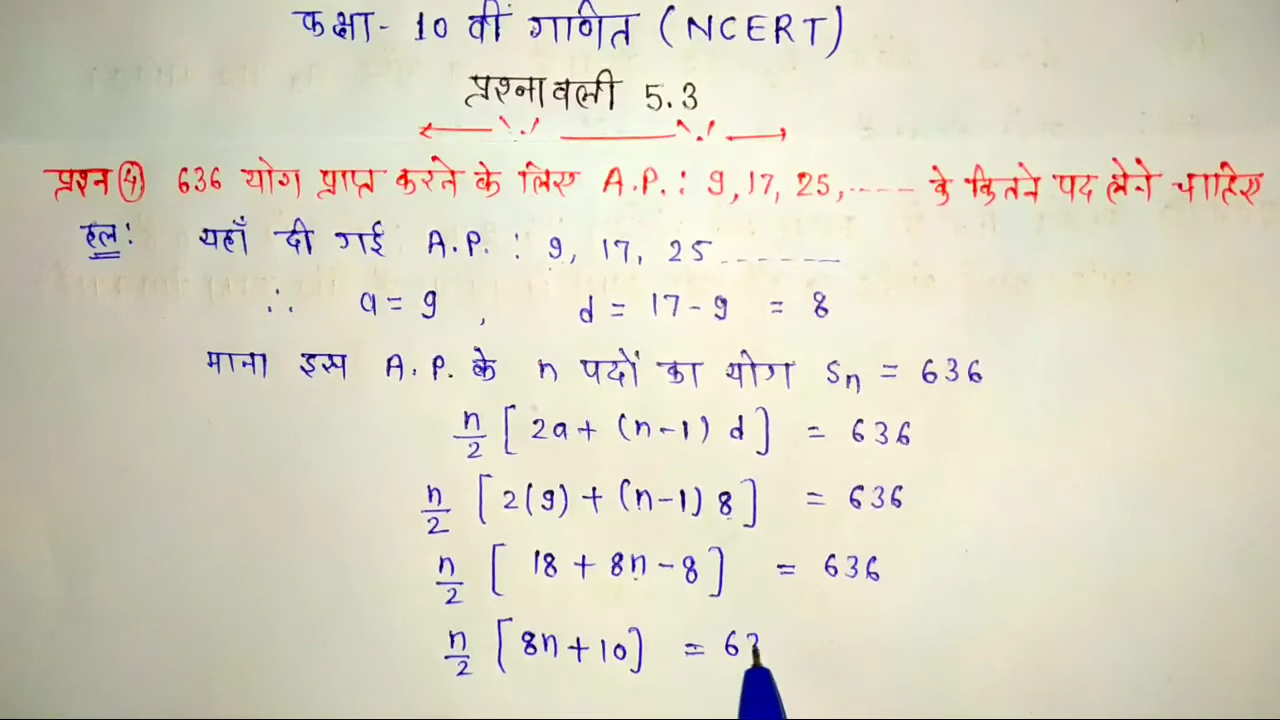 कक्षा- 10 वीं गणित (NCERT)
प्रश्नावली 5.3
प्रश्न (4) 636 योग प्राप्त करने के लिए A.P. : 9, 17, 25, ---- के कितने पद लेने चाहिए
हल: यहाँ दी गई A.P. : 9, 17, 25 ------
∴ a = 9 , d = 17 - 9 = 8
माना इस A.P. के n पदों का योग Sn = 636
n/2 [ 2a + (n-1) d ] = 636
n/2 [ 2(9) + (n-1) 8 ] = 636
n/2 [ 18 + 8n - 8 ] = 636
n/2 [ 8n + 10 ] = 63